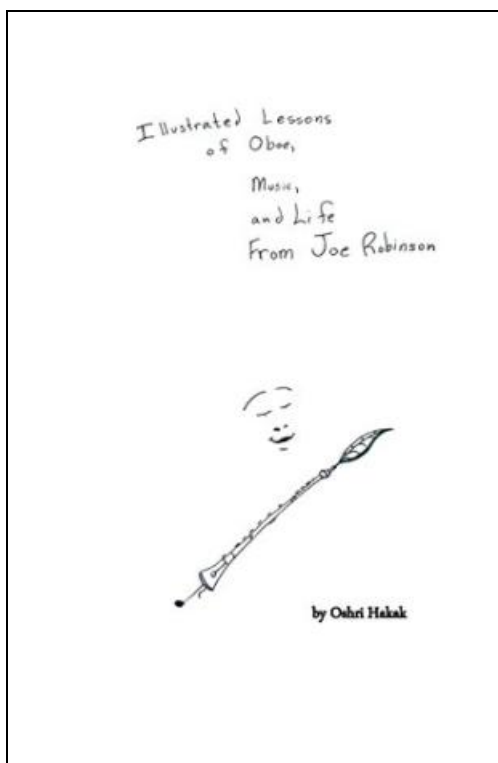 Illustrated Lessons
of Oboe,
Music,
and Life
From Joe Robinson
by Oshri Hakak